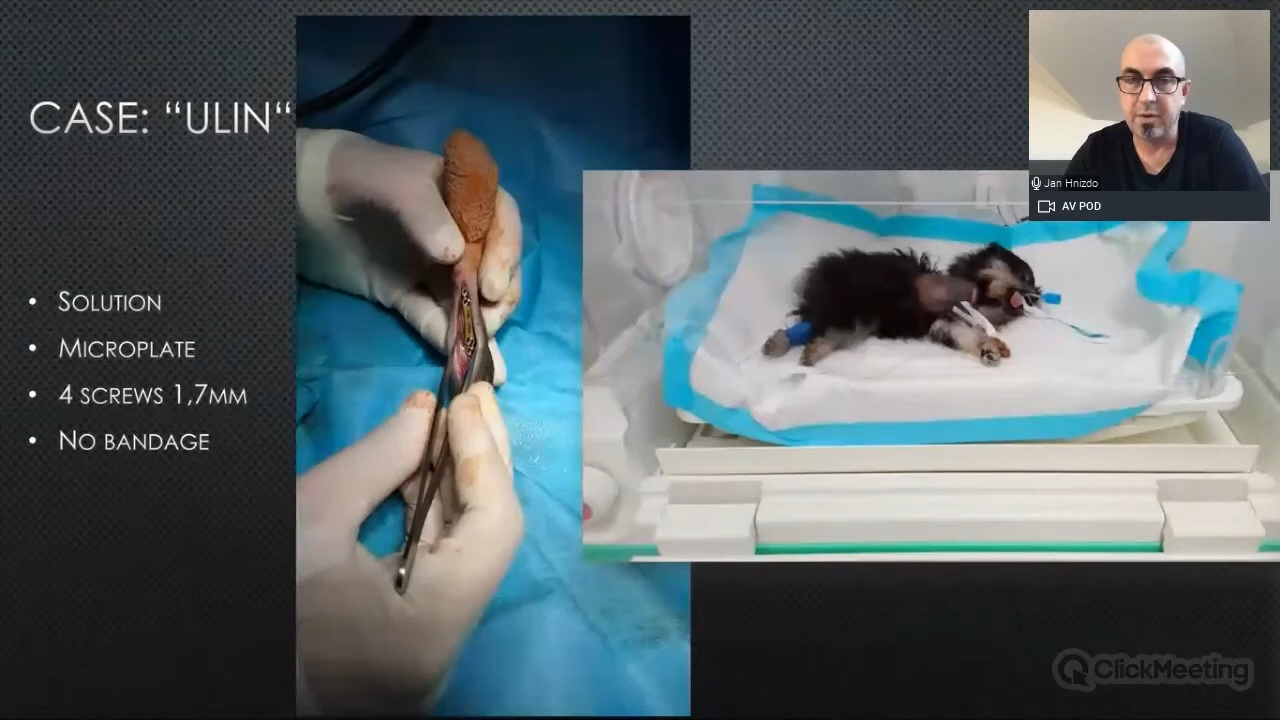 CASE: “ULIN“
• SOLUTION
• MICROPLATE
• 4 SCREWS 1,7MM
• NO BANDAGE
Jan Hnizdo
AV POD
ClickMeeting